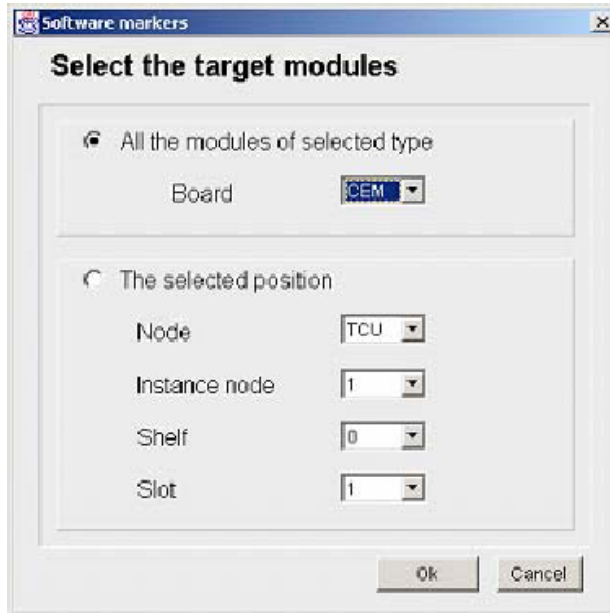 Software markers
Select the target modules
All the modules of selected type
Board CEM
The selected position
Node TCU
Instance node 1
Shelf 0
Slot 1
Ok Cancel